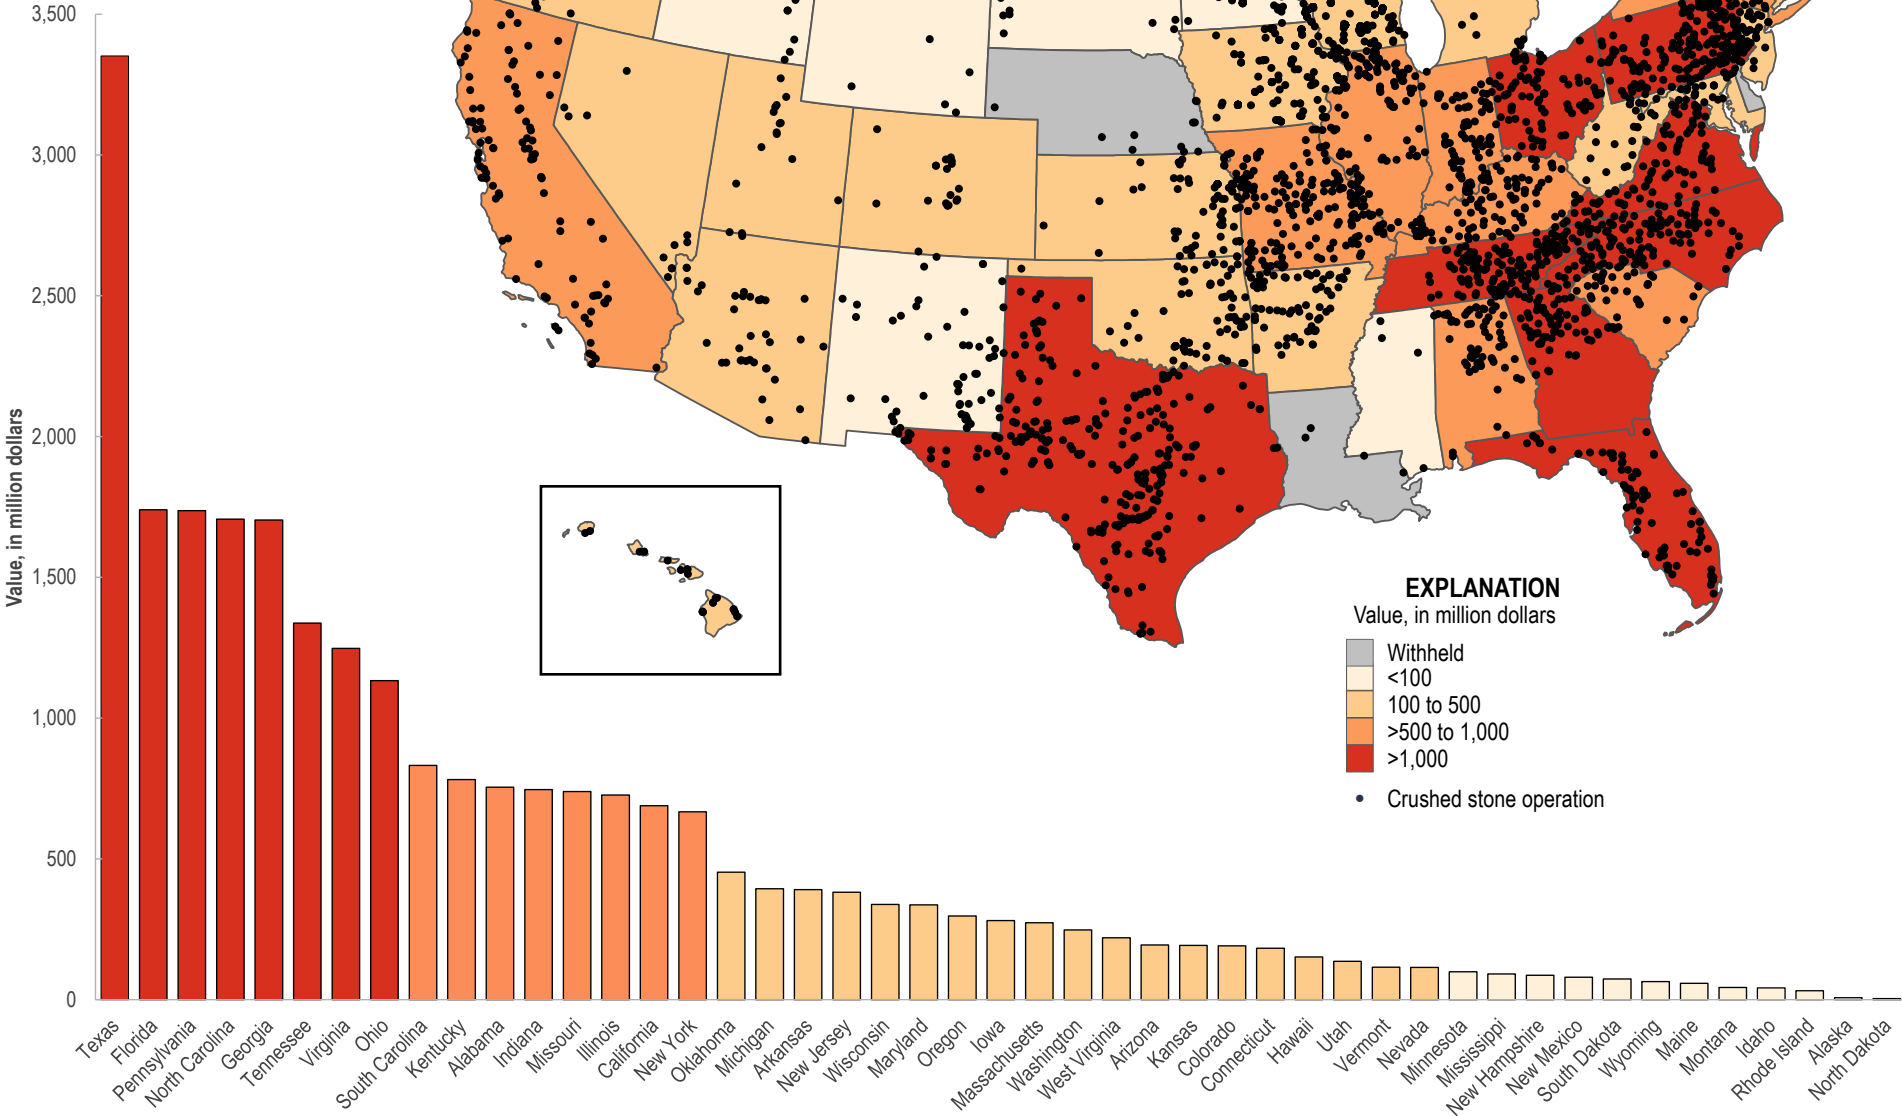 3,500
3,000
2,500
2,000
1,500
1,000
500
0
Value, in million dollars
EXPLANATION
Value, in million dollars
Withheld
<100
100 to 500
>500 to 1,000
>1,000
Crushed stone operation
Texas
Florida
Pennsylvania
North Carolina
Georgia
Tennessee
Virginia
Ohio
South Carolina
Kentucky
Alabama
Indiana
Missouri
Illinois
California
New York
Oklahoma
Michigan
Arkansas
New Jersey
Wisconsin
Maryland
Oregon
Iowa
Massachusetts
Washington
West Virginia
Arizona
Kansas
Colorado
Connecticut
Hawaii
Utah
Vermont
Nevada
Minnesota
Mississippi
New Hampshire
New Mexico
South Dakota
Wyoming
Maine
Montana
Idaho
Rhode Island
Alaska
North Dakota